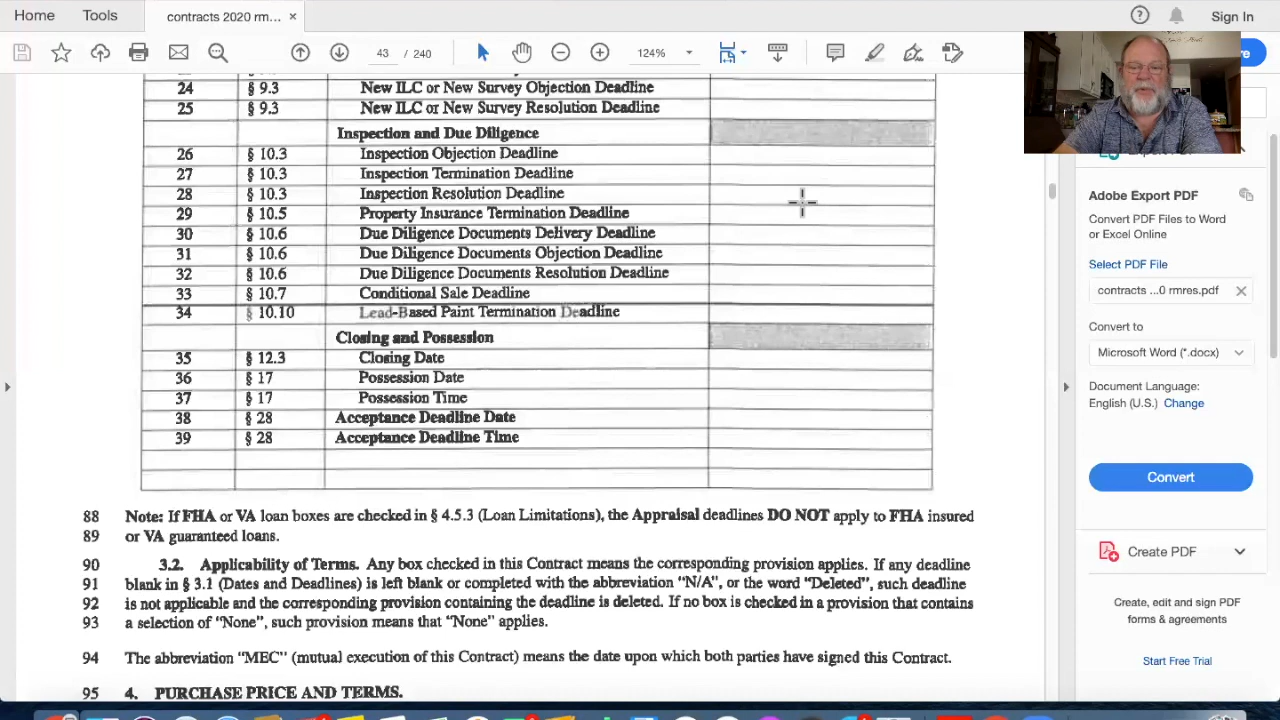 Home Tools contracts 2020 rm... × Sign In
43 / 240 124%
24 § 9.3 New ILC or New Survey Objection Deadline
25 § 9.3 New ILC or New Survey Resolution Deadline
Inspection and Due Diligence
26 § 10.3 Inspection Objection Deadline
27 § 10.3 Inspection Termination Deadline
28 § 10.3 Inspection Resolution Deadline
29 § 10.5 Property Insurance Termination Deadline
30 § 10.6 Due Diligence Documents Delivery Deadline
31 § 10.6 Due Diligence Documents Objection Deadline
32 § 10.6 Due Diligence Documents Resolution Deadline
33 § 10.7 Conditional Sale Deadline
34 § 10.10 Lead-Based Paint Termination Deadline
Closing and Possession
35 § 12.3 Closing Date
36 § 17 Possession Date
37 § 17 Possession Time
38 § 28 Acceptance Deadline Date
39 § 28 Acceptance Deadline Time
88 Note: If FHA or VA loan boxes are checked in § 4.5.3 (Loan Limitations), the Appraisal deadlines DO NOT apply to FHA insured
89 or VA guaranteed loans.
90 3.2. Applicability of Terms. Any box checked in this Contract means the corresponding provision applies. If any deadline
91 blank in § 3.1 (Dates and Deadlines) is left blank or completed with the abbreviation “N/A”, or the word “Deleted”, such deadline
92 is not applicable and the corresponding provision containing the deadline is deleted. If no box is checked in a provision that contains
93 a selection of “None”, such provision means that “None” applies.
94 The abbreviation “MEC” (mutual execution of this Contract) means the date upon which both parties have signed this Contract.
95 4. PURCHASE PRICE AND TERMS.
Adobe Export PDF
Convert PDF Files to Word
or Excel Online
Select PDF File
contracts ...0 rmres.pdf
Convert to
Microsoft Word (*.docx)
Document Language:
English (U.S.) Change
Convert
Create PDF
Create, edit and sign PDF
forms & agreements
Start Free Trial